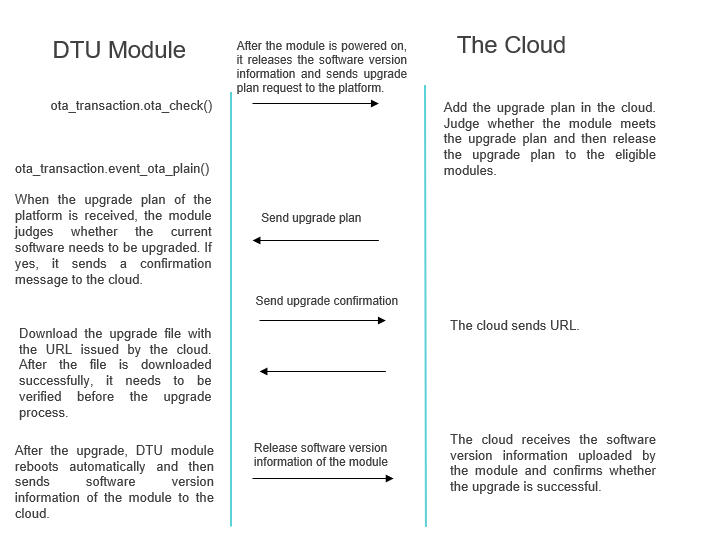 DTU Module
After the module is powered on,
it releases the software version
information and sends upgrade
plan request to the platform.
The Cloud
ota_transaction.ota_check()
Add the upgrade plan in the cloud.
Judge whether the module meets
the upgrade plan and then release
the upgrade plan to the eligible
modules.
ota_transaction.event_ota_plain()
When the upgrade plan of the
platform is received, the module
judges whether the current
software needs to be upgraded. If
yes, it sends a confirmation
message to the cloud.
Send upgrade plan
Send upgrade confirmation
The cloud sends URL.
Download the upgrade file with
the URL issued by the cloud.
After the file is downloaded
successfully, it needs to be
verified before the upgrade
process.
After the upgrade, DTU module
reboots automatically and then
sends software version
information of the module to the
cloud.
Release software version
information of the module
The cloud receives the software
version information uploaded by
the module and confirms whether
the upgrade is successful.